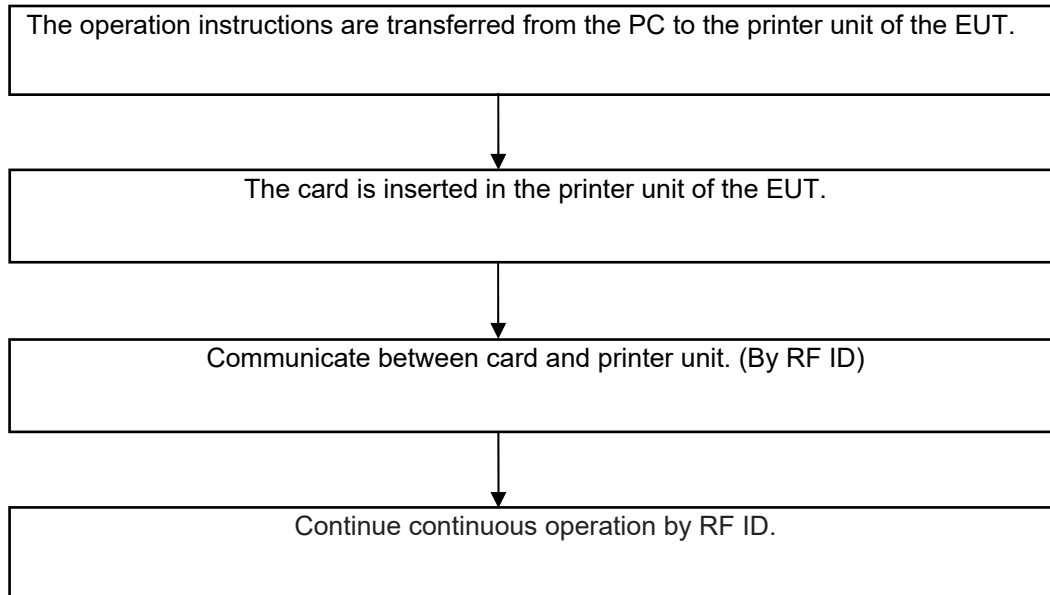 The operation instructions are transferred from the PC to the printer unit of the EUT.
The card is inserted in the printer unit of the EUT.
Communicate between card and printer unit. (By RF ID)
Continue continuous operation by RF ID.